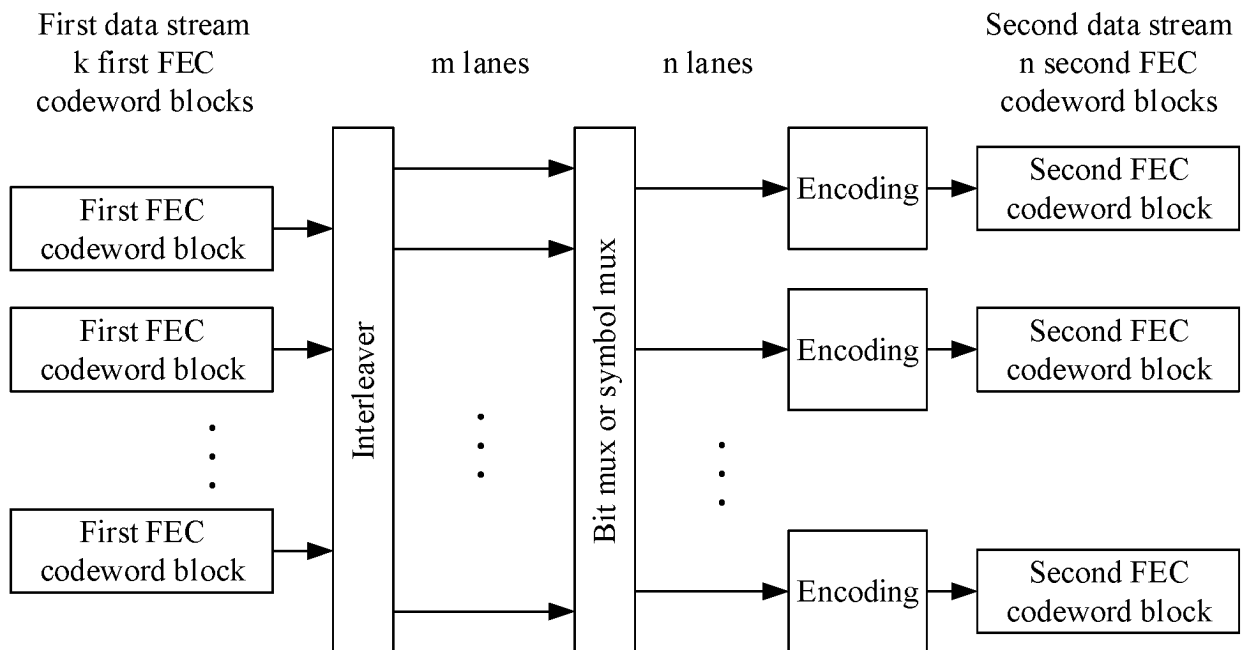 First data stream
k first FEC
codeword blocks
m lanes
n lanes
Second data stream
n second FEC
codeword blocks
First FEC
codeword block
First FEC
codeword block
First FEC
codeword block
Interleaver
Bit mux or symbol mux
Encoding
Encoding
Encoding
Second FEC
codeword block
Second FEC
codeword block
Second FEC
codeword block